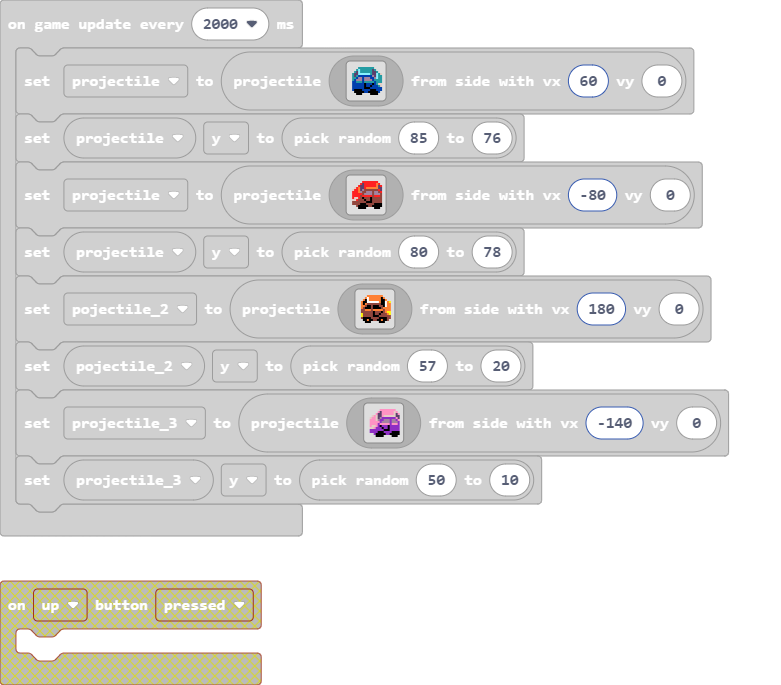 on game update every 2000 ms
set projectile to projectile from side with vx 60 vy 0
set projectile y to pick random 85 to 76
set projectile to projectile from side with vx -80 vy 0
set projectile y to pick random 80 to 78
set pojectile_2 to projectile from side with vx 180 vy 0
set pojectile_2 y to pick random 57 to 20
set projectile_3 to projectile from side with vx -140 vy 0
set projectile_3 y to pick random 50 to 10
on up button pressed